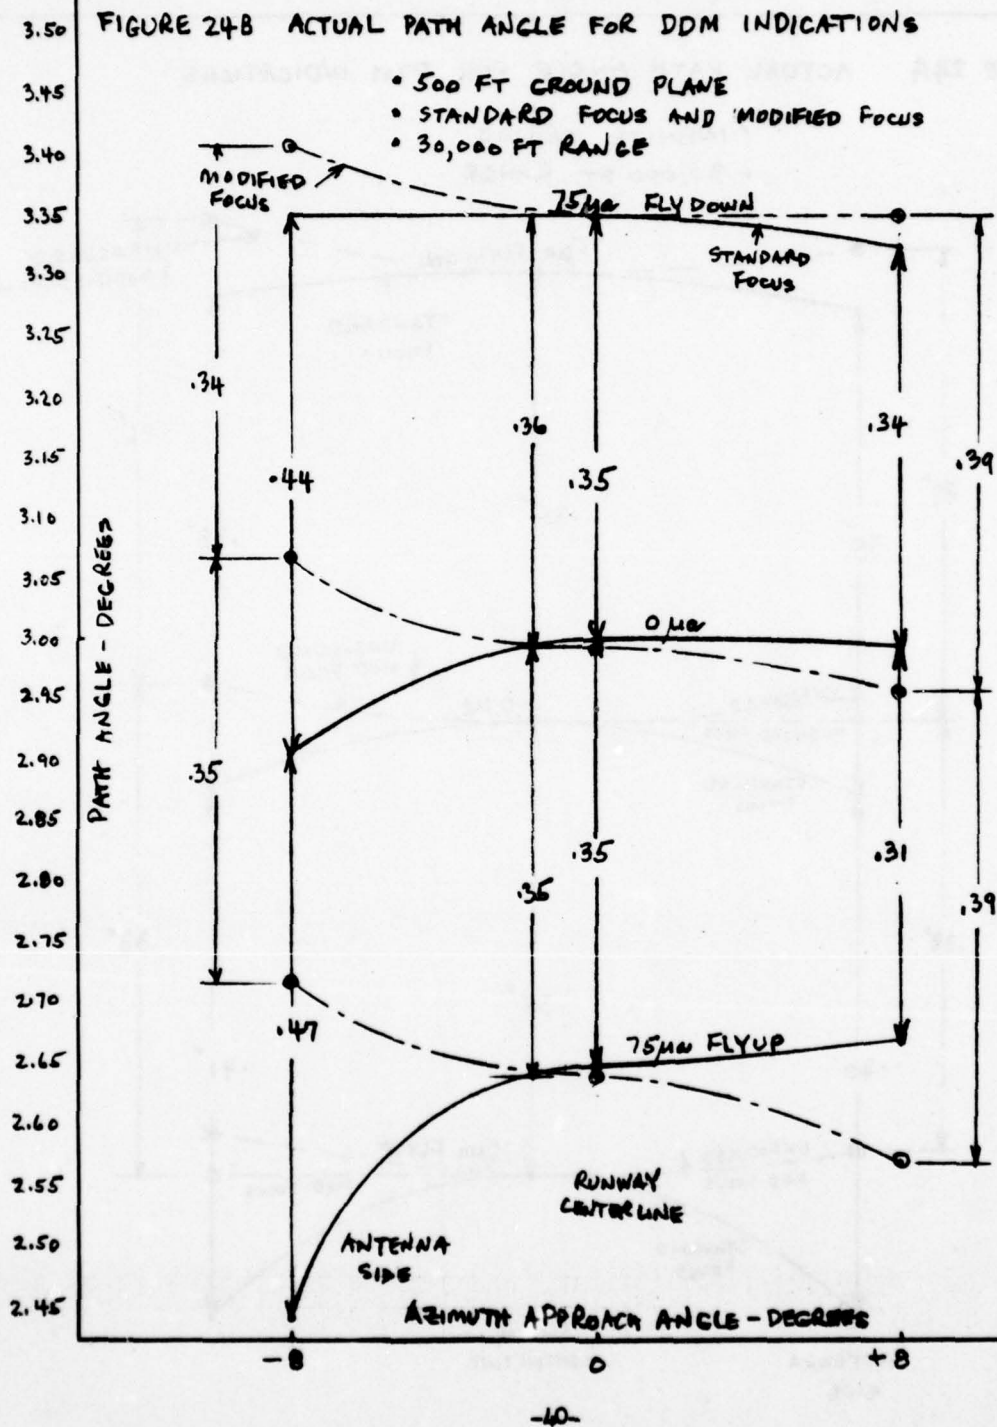 FIGURE 24B ACTUAL PATH ANGLE FOR DDM INDICATIONS
• 500 FT GROUND PLANE
• STANDARD FOCUS AND MODIFIED FOCUS
• 30,000 FT RANGE
3.50
3.45
3.40
3.35
3.30
3.25
3.20
3.15
3.10
3.05
3.00
2.95
2.90
2.85
2.80
2.75
2.70
2.65
2.60
2.55
2.50
2.45
PATH ANGLE - DEGREES
MODIFIED
FOCUS
75μa FLY DOWN
STANDARD
FOCUS
.34
.44
.36
.35
.34
.39
0 μa
.35
.47
.35
.35
.31
.39
75μa FLYUP
RUNWAY
CENTERLINE
ANTENNA
SIDE
AZIMUTH APPROACH ANGLE - DEGREES
-8
0
+8
-40-